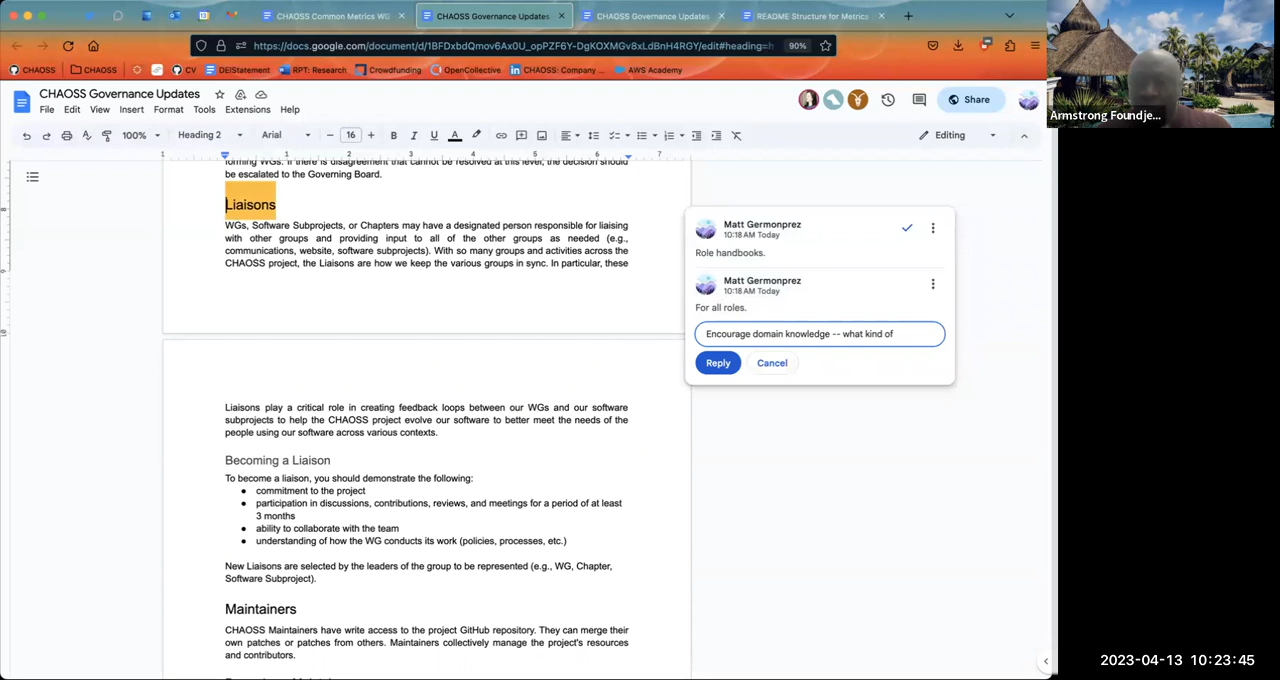 CHAOSS Common Metrics WG
CHAOSS Governance Updates
CHAOSS Governance Updates
README Structure for Metrics
https://docs.google.com/document/d/1BFDxbdQmov6Ax0U_opPZF6Y-DgKOXMGv8xLdBnH4RGY/edit#heading=h
90%
CHAOSS
CHAOSS
CV
DEIStatement
RPT: Research
Crowdfunding
OpenCollective
CHAOSS: Company ...
AWS Academy
Armstrong Foundje...
CHAOSS Governance Updates
File Edit View Insert Format Tools Extensions Help
Share
100% Heading 2 Arial 16 B I U A Editing
1 1 2 3 4 5 6 7
forming WGs. If there is disagreement that cannot be resolved at this level, the decision should
be escalated to the Governing Board.
Liaisons
WGs, Software Subprojects, or Chapters may have a designated person responsible for liaising
with other groups and providing input to all of the other groups as needed (e.g.,
communications, website, software subprojects). With so many groups and activities across the
CHAOSS project, the Liaisons are how we keep the various groups in sync. In particular, these
Matt Germonprez
10:18 AM Today
Role handbooks.
Matt Germonprez
10:18 AM Today
For all roles.
Encourage domain knowledge -- what kind of
Reply Cancel
Liaisons play a critical role in creating feedback loops between our WGs and our software
subprojects to help the CHAOSS project evolve our software to better meet the needs of the
people using our software across various contexts.
Becoming a Liaison
To become a liaison, you should demonstrate the following:
● commitment to the project
● participation in discussions, contributions, reviews, and meetings for a period of at least
3 months
● ability to collaborate with the team
● understanding of how the WG conducts its work (policies, processes, etc.)
New Liaisons are selected by the leaders of the group to be represented (e.g., WG, Chapter,
Software Subproject).
Maintainers
CHAOSS Maintainers have write access to the project GitHub repository. They can merge their
own patches or patches from others. Maintainers collectively manage the project's resources
and contributors.
2023-04-13 10:23:45